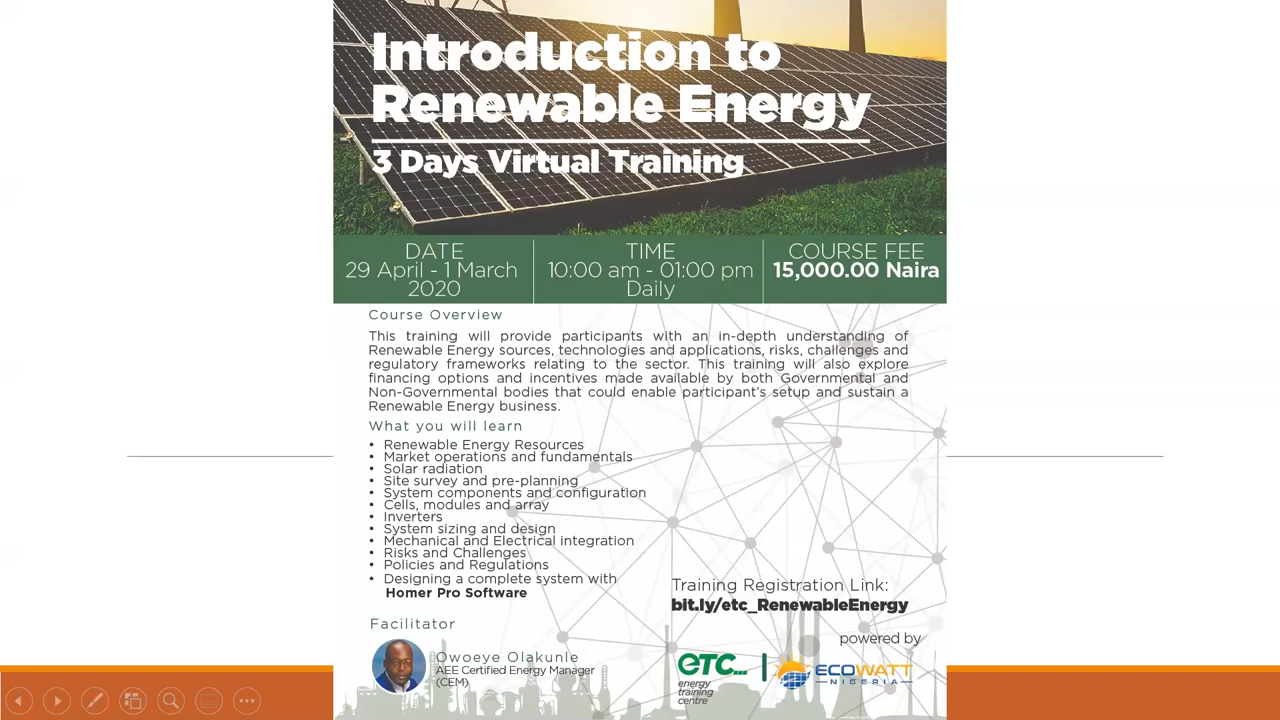 Introduction to
Renewable Energy
3 Days Virtual Training
DATE
29 April - 1 March
2020
TIME
10:00 am - 01:00 pm
Daily
COURSE FEE
15,000.00 Naira
Course Overview
This training will provide participants with an in-depth understanding of
Renewable Energy sources, technologies and applications, risks, challenges and
regulatory frameworks relating to the sector. This training will also explore
financing options and incentives made available by both Governmental and
Non-Governmental bodies that could enable participant's setup and sustain a
Renewable Energy business.
What you will learn
• Renewable Energy Resources
• Market operations and fundamentals
• Solar radiation
• Site survey and pre-planning
• System components and configuration
• Cells, modules and array
• Inverters
• System sizing and design
• Mechanical and Electrical integration
• Risks and Challenges
• Policies and Regulations
• Designing a complete system with
Homer Pro Software
Training Registration Link:
bit.ly/etc_RenewableEnergy
Facilitator
Owoeye Olakunle
AEE Certified Energy Manager
(CEM)
powered by
eTC...
energy
training
centre
ECOWATT
NIGERIA